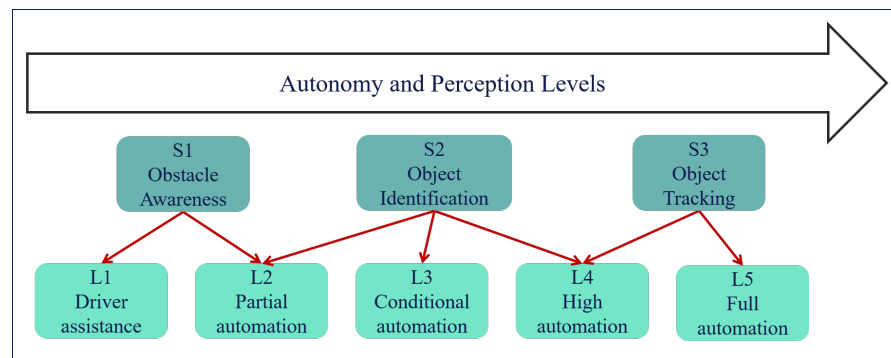 Autonomy and Perception Levels
S1
Obstacle
Awareness
S2
Object
Identification
S3
Object
Tracking
L1
Driver
assistance
L2
Partial
automation
L3
Conditional
automation
L4
High
automation
L5
Full
automation